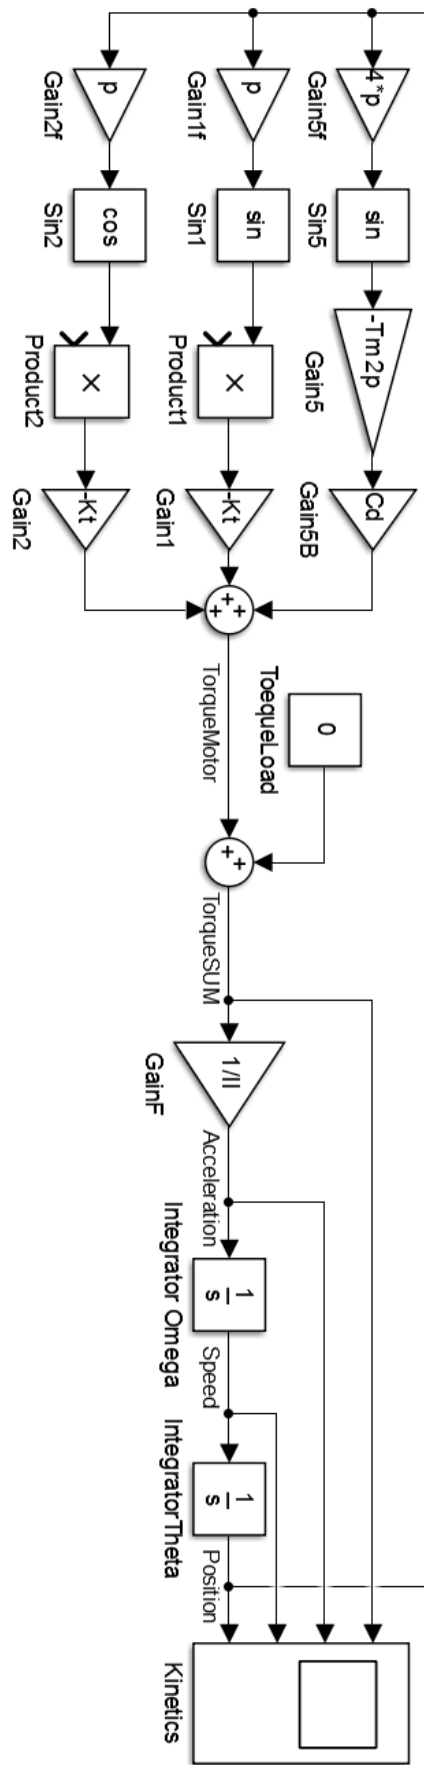 4*p
Gain5f
sin
Sin5
-Tm2p
Gain5
Cd
Gain5B
p
Gain1f
sin
Sin1
×
Product1
-Kt
Gain1
p
Gain2f
cos
Sin2
×
Product2
-Kt
Gain2
+
+
+
TorqueMotor
0
ToequeLoad
+
+
TorqueSUM
1/II
GainF
Acceleration
1
s
Integrator Omega
Speed
1
s
IntegratorTheta
Position
Kinetics